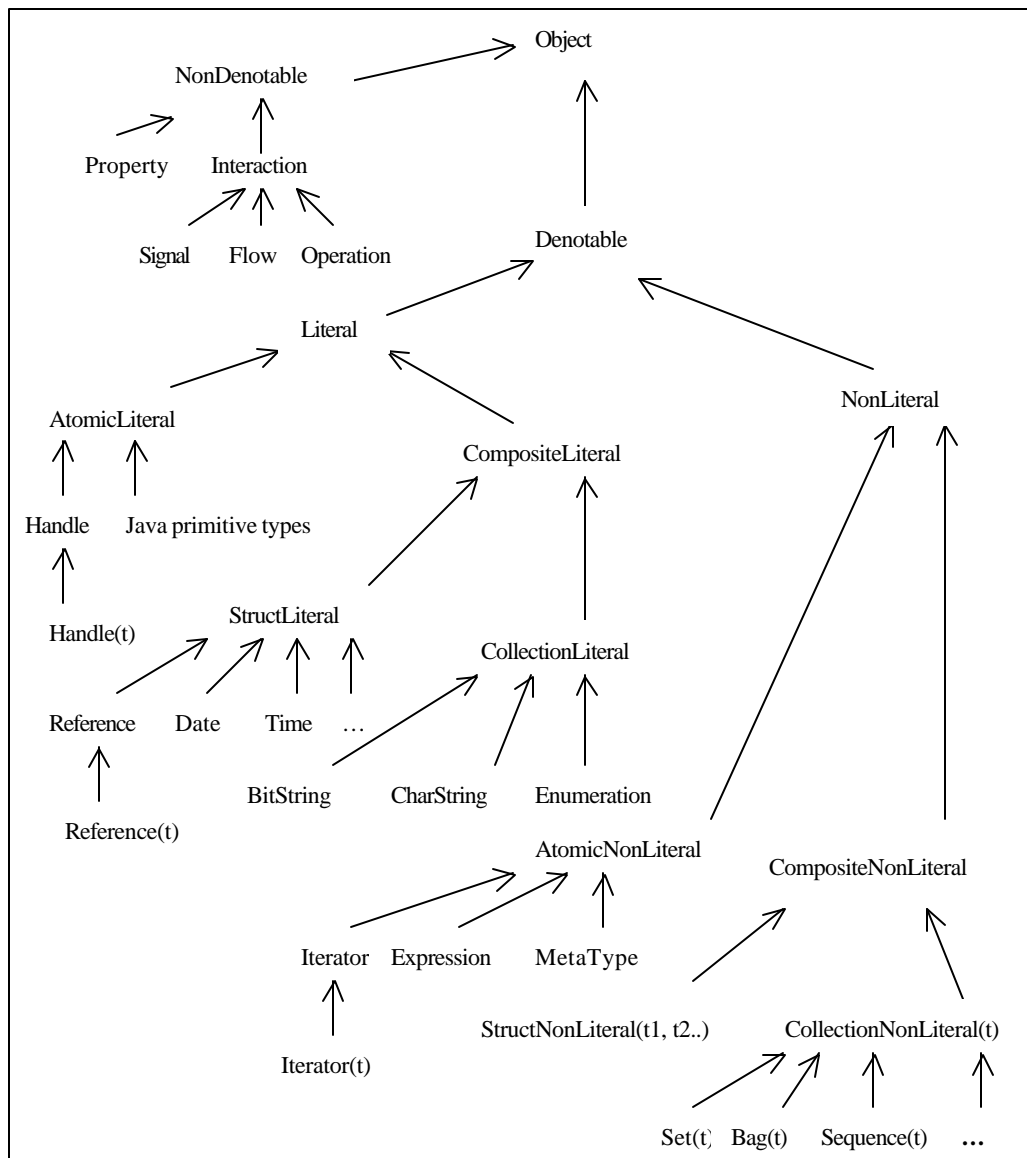 Object
NonDenotable
Property
Interaction
Signal
Flow
Operation
Denotable
Literal
AtomicLiteral
NonLiteral
CompositeLiteral
Handle
Java primitive types
StructLiteral
Handle(t)
CollectionLiteral
Reference
Date
Time
...
BitString
CharString
Enumeration
Reference(t)
AtomicNonLiteral
CompositeNonLiteral
Iterator
Expression
MetaType
StructNonLiteral(t1, t2..)
CollectionNonLiteral(t)
Iterator(t)
Set(t)
Bag(t)
Sequence(t)
...